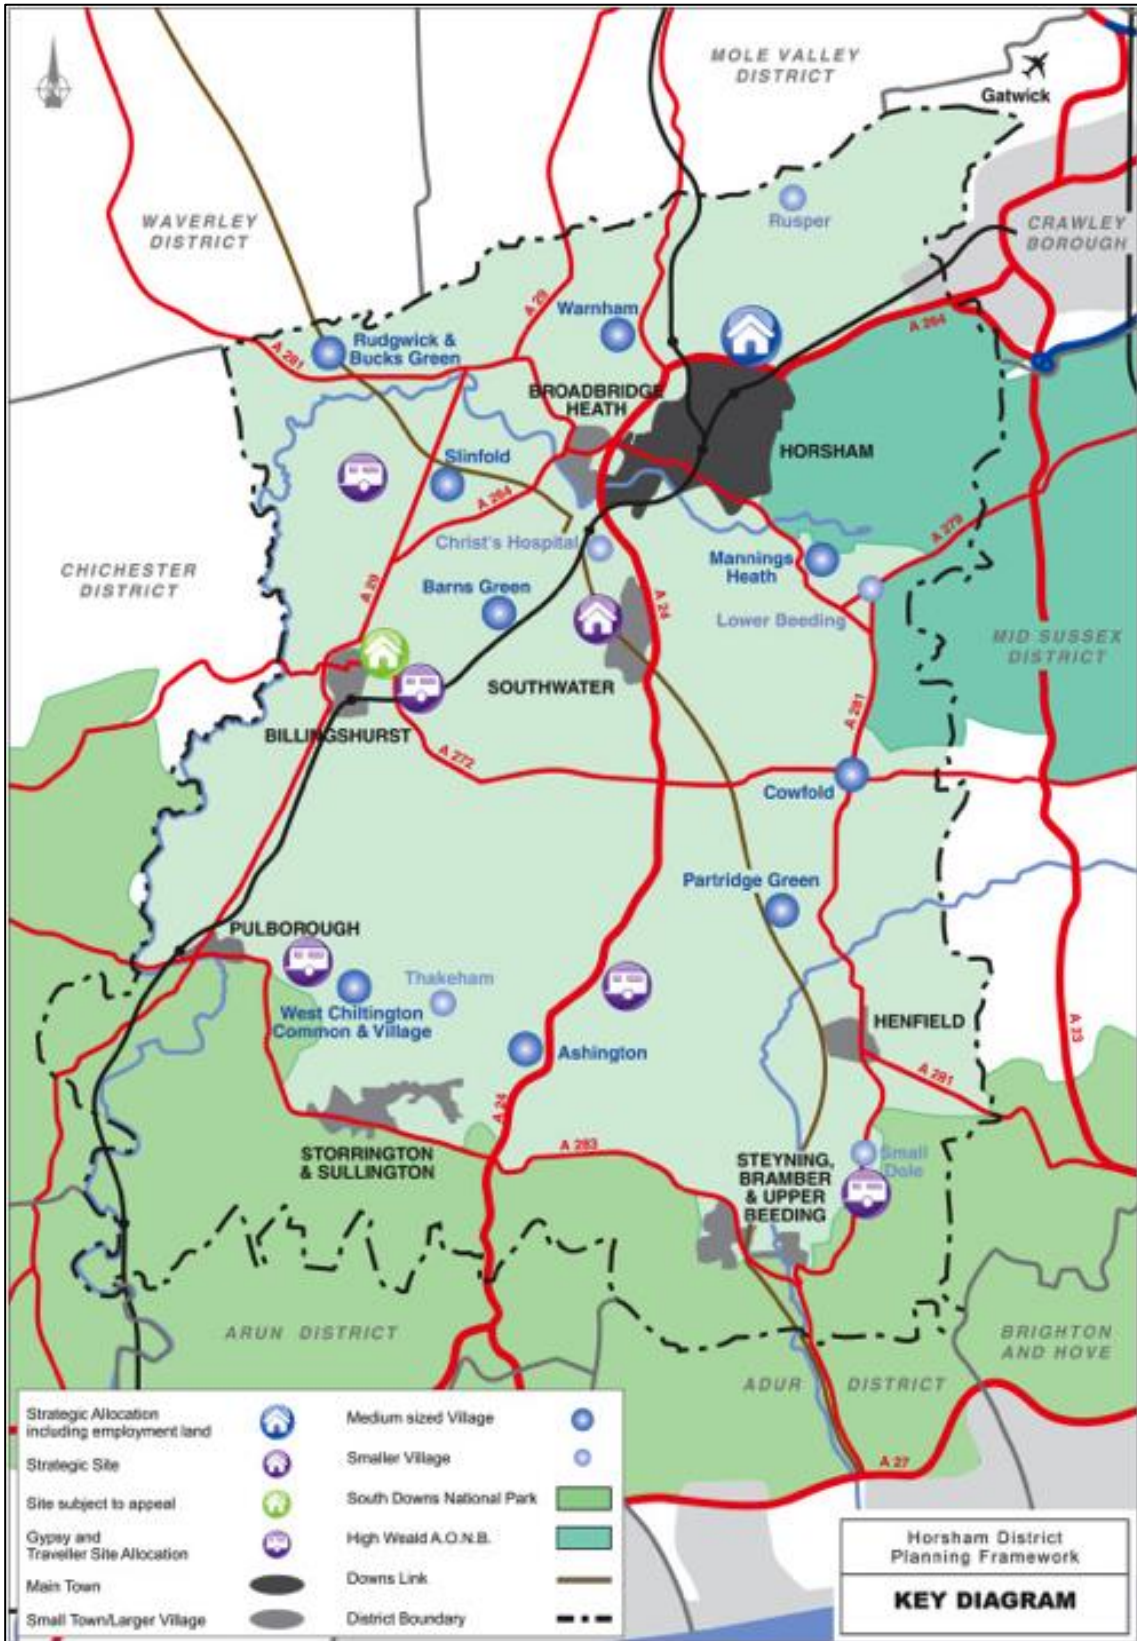 MOLE VALLEY
DISTRICT
Gatwick
WAVERLEY
DISTRICT
Rusper
CRAWLEY
BOROUGH
A 29
Warnham
A 264
A 281
Rudgwick &
Bucks Green
BROADBRIDGE
HEATH
HORSHAM
Slinfold
A 264
Christ's Hospital
A 279
CHICHESTER
DISTRICT
Mannings
Heath
A 29
Barns Green
A 24
Lower Beeding
MID SUSSEX
DISTRICT
SOUTHWATER
A 281
BILLINGSHURST
A 272
Cowfold
Partridge Green
PULBOROUGH
Thakeham
West Chiltington
Common & Village
HENFIELD
A 23
Ashington
A 281
A 24
A 283
STORRINGTON
& SULLINGTON
STEYNING,
BRAMBER
& UPPER
BEEDING
Small
Dole
ARUN DISTRICT
BRIGHTON
AND HOVE
ADUR DISTRICT
A 27
Strategic Allocation
including employment land
Strategic Site
Site subject to appeal
Gypsy and
Traveller Site Allocation
Main Town
Small Town/Larger Village
Medium sized Village
Smaller Village
South Downs National Park
High Weald A.O.N.B.
Downs Link
District Boundary
Horsham District
Planning Framework
KEY DIAGRAM